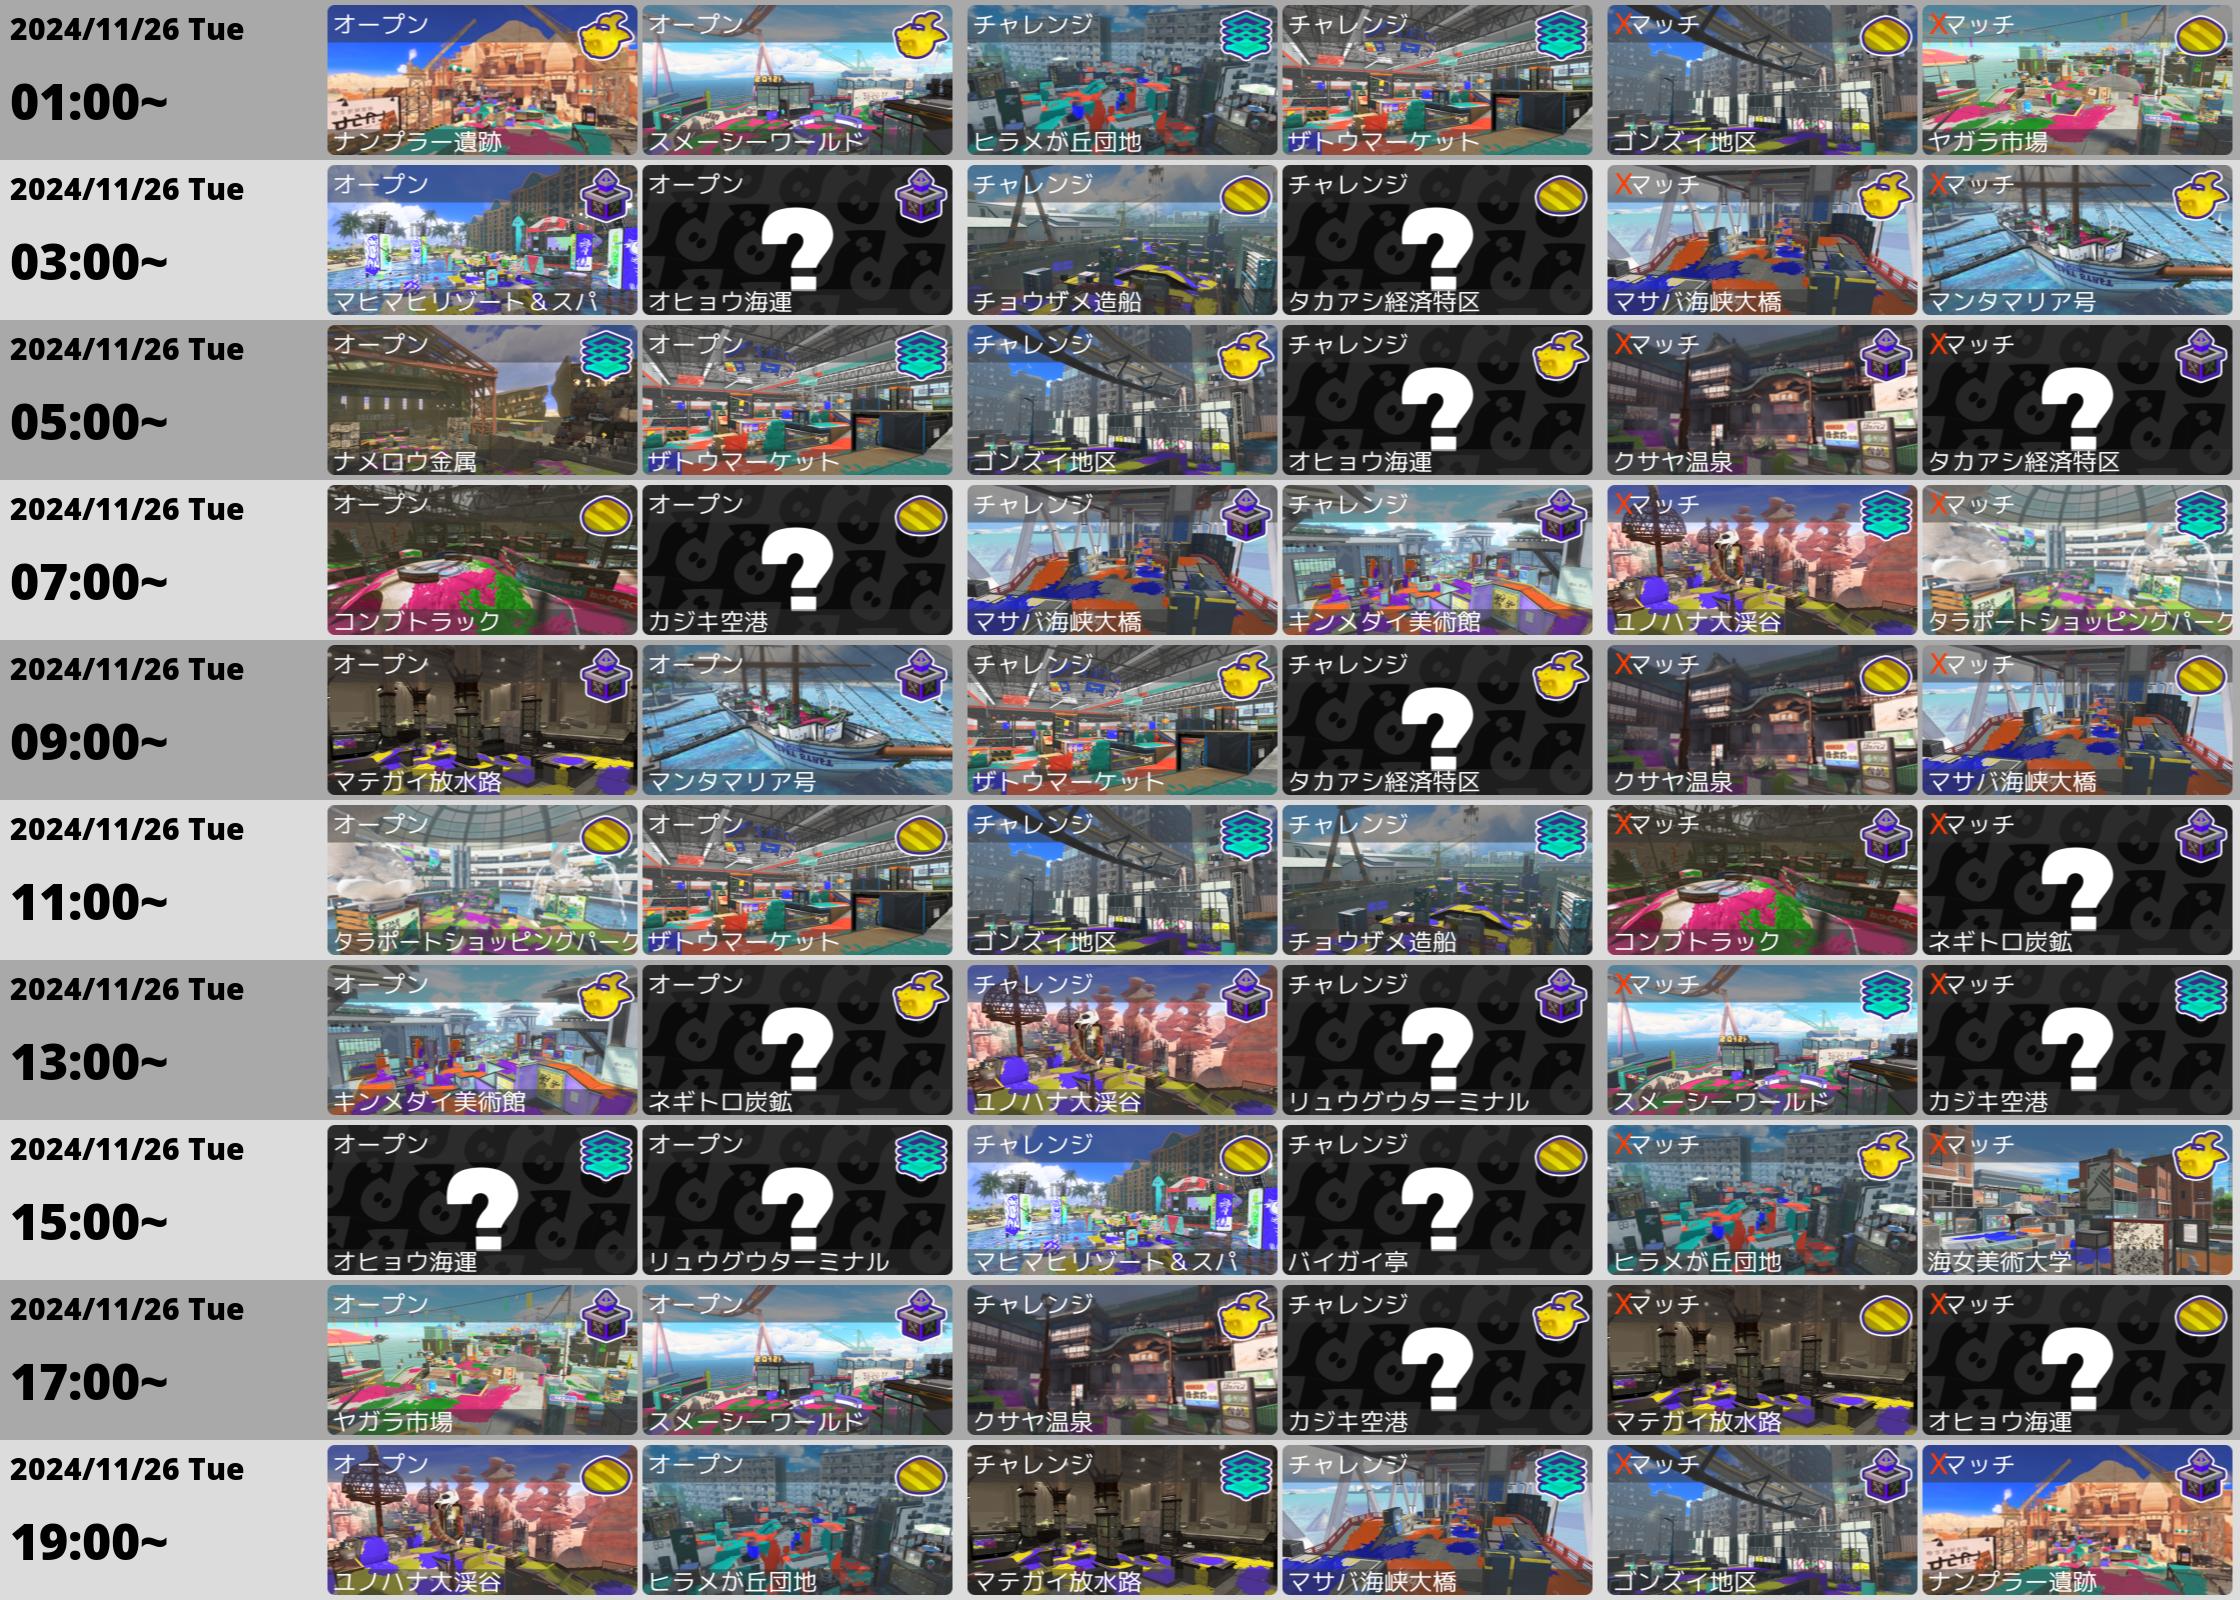 2024/11/26 Tue
01:00~
オープン
ナンプラー遺跡
オープン
スメーシーワールド
チャレンジ
ヒラメが丘団地
チャレンジ
ザトウマーケット
Xマッチ
ゴンズイ地区
Xマッチ
ヤガラ市場
2024/11/26 Tue
03:00~
オープン
マヒマヒリゾート＆スパ
オープン
?
オヒョウ海運
チャレンジ
チョウザメ造船
チャレンジ
?
タカアシ経済特区
Xマッチ
マサバ海峡大橋
Xマッチ
マンタマリア号
2024/11/26 Tue
05:00~
オープン
ナメロウ金属
オープン
ザトウマーケット
チャレンジ
ゴンズイ地区
チャレンジ
?
オヒョウ海運
Xマッチ
クサヤ温泉
Xマッチ
?
タカアシ経済特区
2024/11/26 Tue
07:00~
オープン
コンブトラック
オープン
?
カジキ空港
チャレンジ
マサバ海峡大橋
チャレンジ
キンメダイ美術館
Xマッチ
ユノハナ大渓谷
Xマッチ
タラポートショッピングパーク
2024/11/26 Tue
09:00~
オープン
マテガイ放水路
オープン
マンタマリア号
チャレンジ
ザトウマーケット
チャレンジ
?
タカアシ経済特区
Xマッチ
クサヤ温泉
Xマッチ
マサバ海峡大橋
2024/11/26 Tue
11:00~
オープン
タラポートショッピングパーク
オープン
ザトウマーケット
チャレンジ
ゴンズイ地区
チャレンジ
チョウザメ造船
Xマッチ
コンブトラック
Xマッチ
?
ネギトロ炭鉱
2024/11/26 Tue
13:00~
オープン
キンメダイ美術館
オープン
?
ネギトロ炭鉱
チャレンジ
ユノハナ大渓谷
チャレンジ
?
リュウグウターミナル
Xマッチ
スメーシーワールド
Xマッチ
?
カジキ空港
2024/11/26 Tue
15:00~
オープン
?
オヒョウ海運
オープン
?
リュウグウターミナル
チャレンジ
マヒマヒリゾート＆スパ
チャレンジ
?
バイガイ亭
Xマッチ
ヒラメが丘団地
Xマッチ
海女美術大学
2024/11/26 Tue
17:00~
オープン
ヤガラ市場
オープン
スメーシーワールド
チャレンジ
クサヤ温泉
チャレンジ
?
カジキ空港
Xマッチ
マテガイ放水路
Xマッチ
?
オヒョウ海運
2024/11/26 Tue
19:00~
オープン
ユノハナ大渓谷
オープン
ヒラメが丘団地
チャレンジ
マテガイ放水路
チャレンジ
マサバ海峡大橋
Xマッチ
ゴンズイ地区
Xマッチ
ナンプラー遺跡